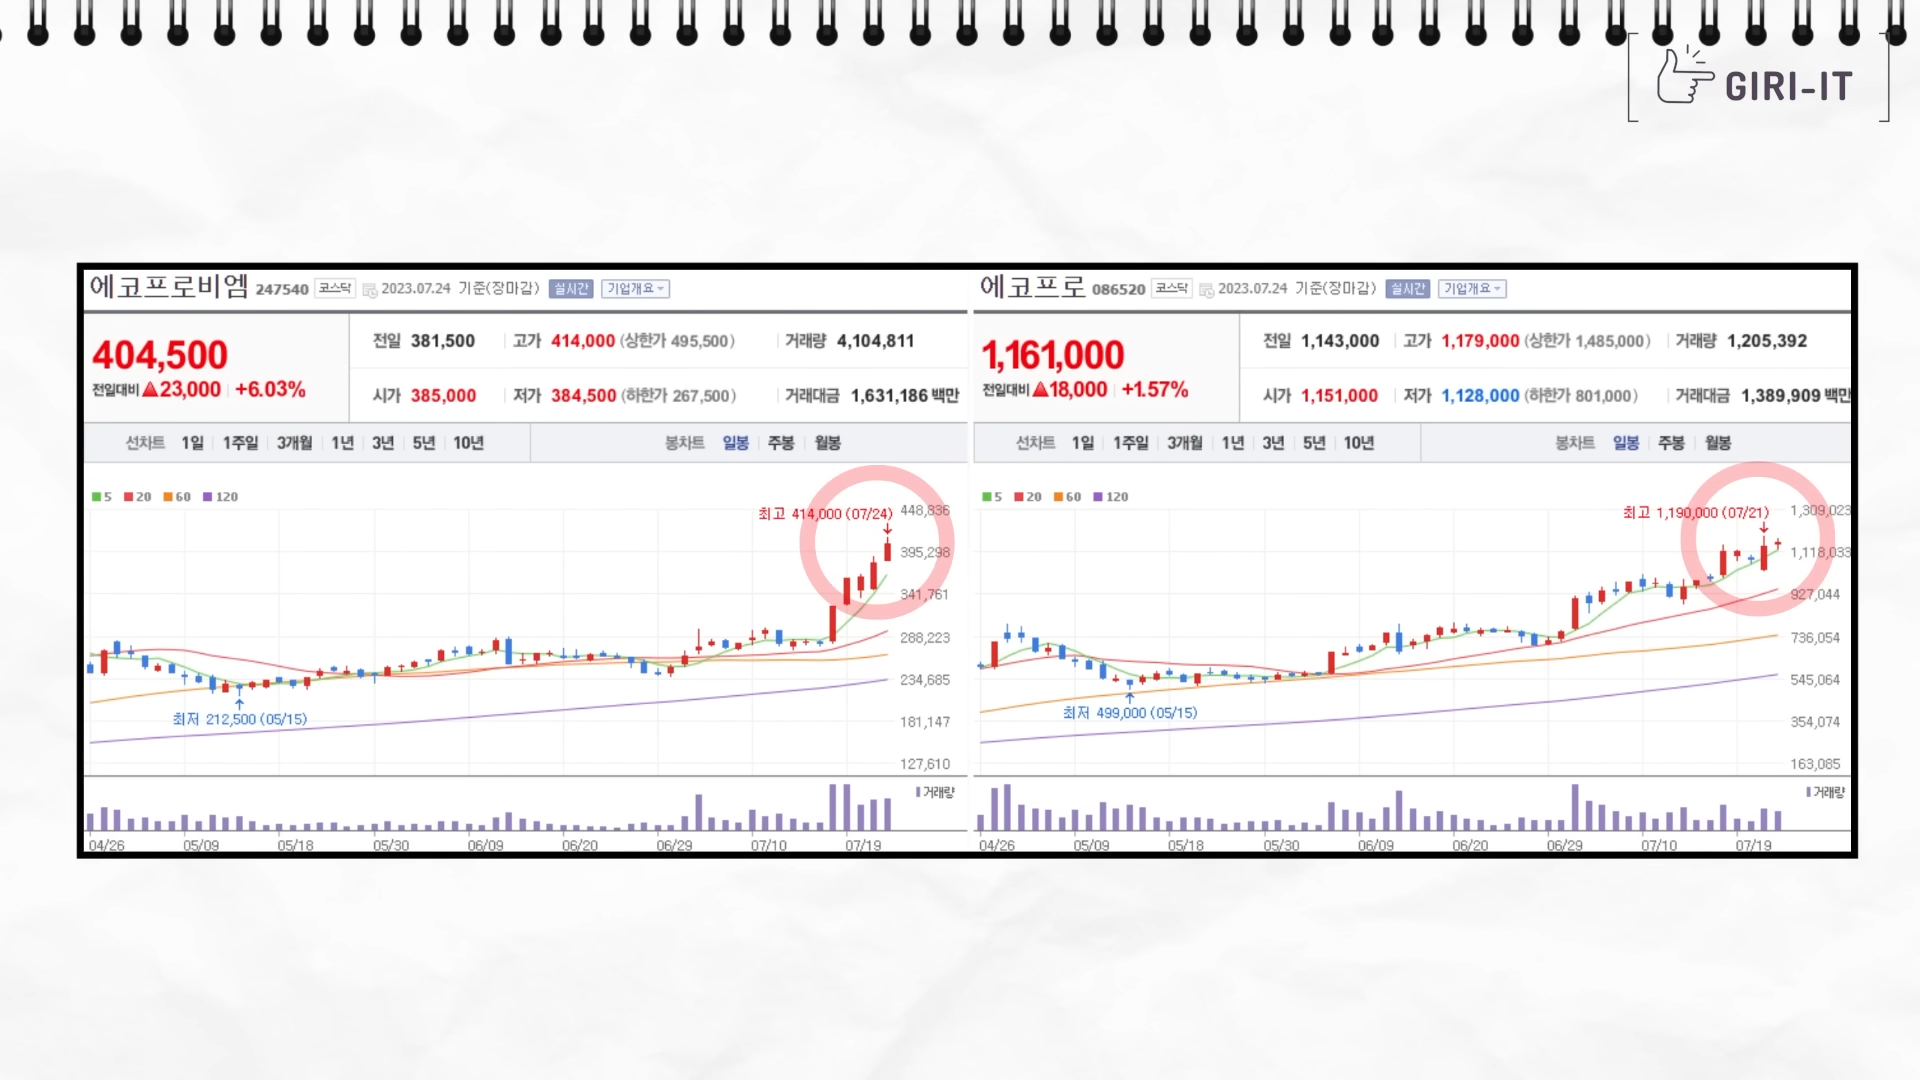 GIRI-IT
에코프로비엠 247540 코스닥 2023.07.24 기준(장마감) 실시간 기업개요
404,500
전일대비 ▲23,000 +6.03%
전일 381,500 고가 414,000 (상한가 495,500) 거래량 4,104,811
시가 385,000 저가 384,500 (하한가 267,500) 거래대금 1,631,186 백만
선차트 1일 1주일 3개월 1년 3년 5년 10년 봉차트 일봉 주봉 월봉
5 20 60 120
최고 414,000 (07/24)
448,836
395,298
341,761
288,223
234,685
181,147
127,610
최저 212,500 (05/15)
거래량
04/26 05/09 05/18 05/30 06/09 06/20 06/29 07/10 07/19
에코프로 086520 코스닥 2023.07.24 기준(장마감) 실시간 기업개요
1,161,000
전일대비 ▲18,000 +1.57%
전일 1,143,000 고가 1,179,000 (상한가 1,485,000) 거래량 1,205,392
시가 1,151,000 저가 1,128,000 (하한가 801,000) 거래대금 1,389,909 백만
선차트 1일 1주일 3개월 1년 3년 5년 10년 봉차트 일봉 주봉 월봉
5 20 60 120
최고 1,190,000 (07/21)
1,309,023
1,118,033
927,044
736,054
545,064
354,074
163,085
최저 499,000 (05/15)
거래량
04/26 05/09 05/18 05/30 06/09 06/20 06/29 07/10 07/19